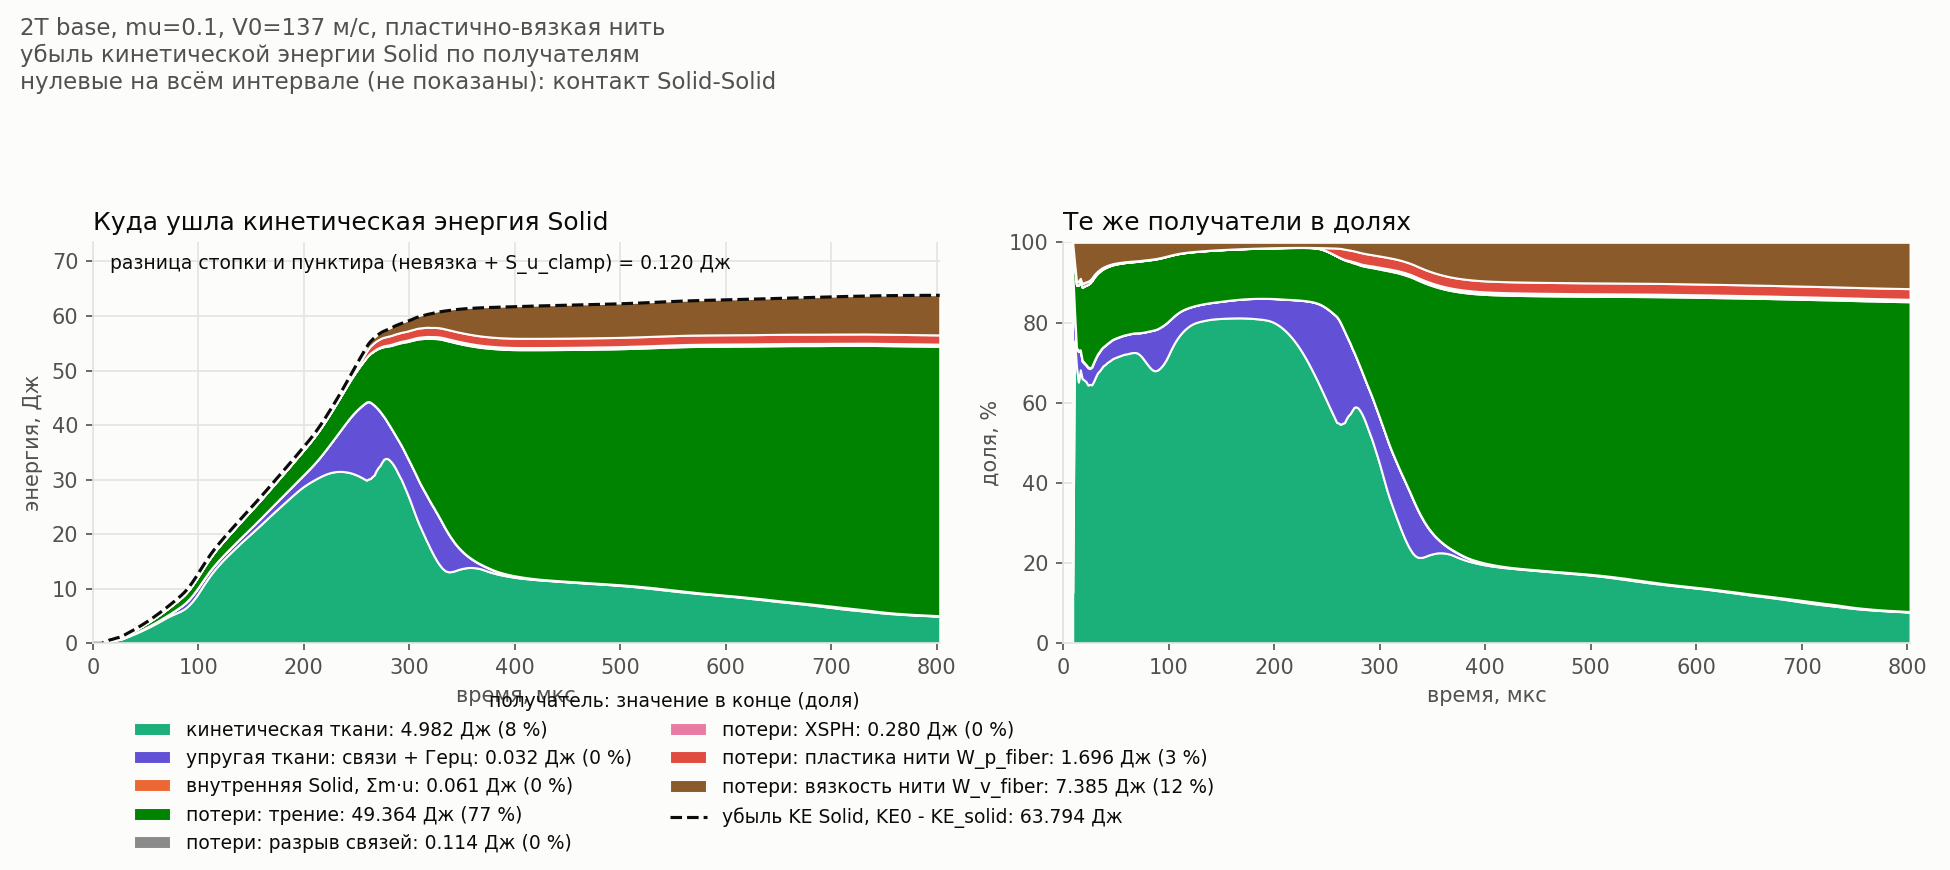 2T base, mu=0.1, V0=137 м/с, пластично-вязкая нить
убыль кинетической энергии Solid по получателям
нулевые на всём интервале (не показаны): контакт Solid-Solid
Куда ушла кинетическая энергия Solid
разница стопки и пунктира (невязка + S_u_clamp) = 0.120 Дж
энергия, Дж
70
60
50
40
30
20
10
0
0 100 200 300 400 500 600 700 800
время, мкс
Те же получатели в долях
доля, %
100
80
60
40
20
0
0 100 200 300 400 500 600 700 800
время, мкс
получатель: значение в конце (доля)
кинетическая ткани: 4.982 Дж (8 %)
упругая ткани: связи + Герц: 0.032 Дж (0 %)
внутренняя Solid, Σm·u: 0.061 Дж (0 %)
потери: трение: 49.364 Дж (77 %)
потери: разрыв связей: 0.114 Дж (0 %)
потери: XSPH: 0.280 Дж (0 %)
потери: пластика нити W_p_fiber: 1.696 Дж (3 %)
потери: вязкость нити W_v_fiber: 7.385 Дж (12 %)
убыль KE Solid, KE0 - KE_solid: 63.794 Дж